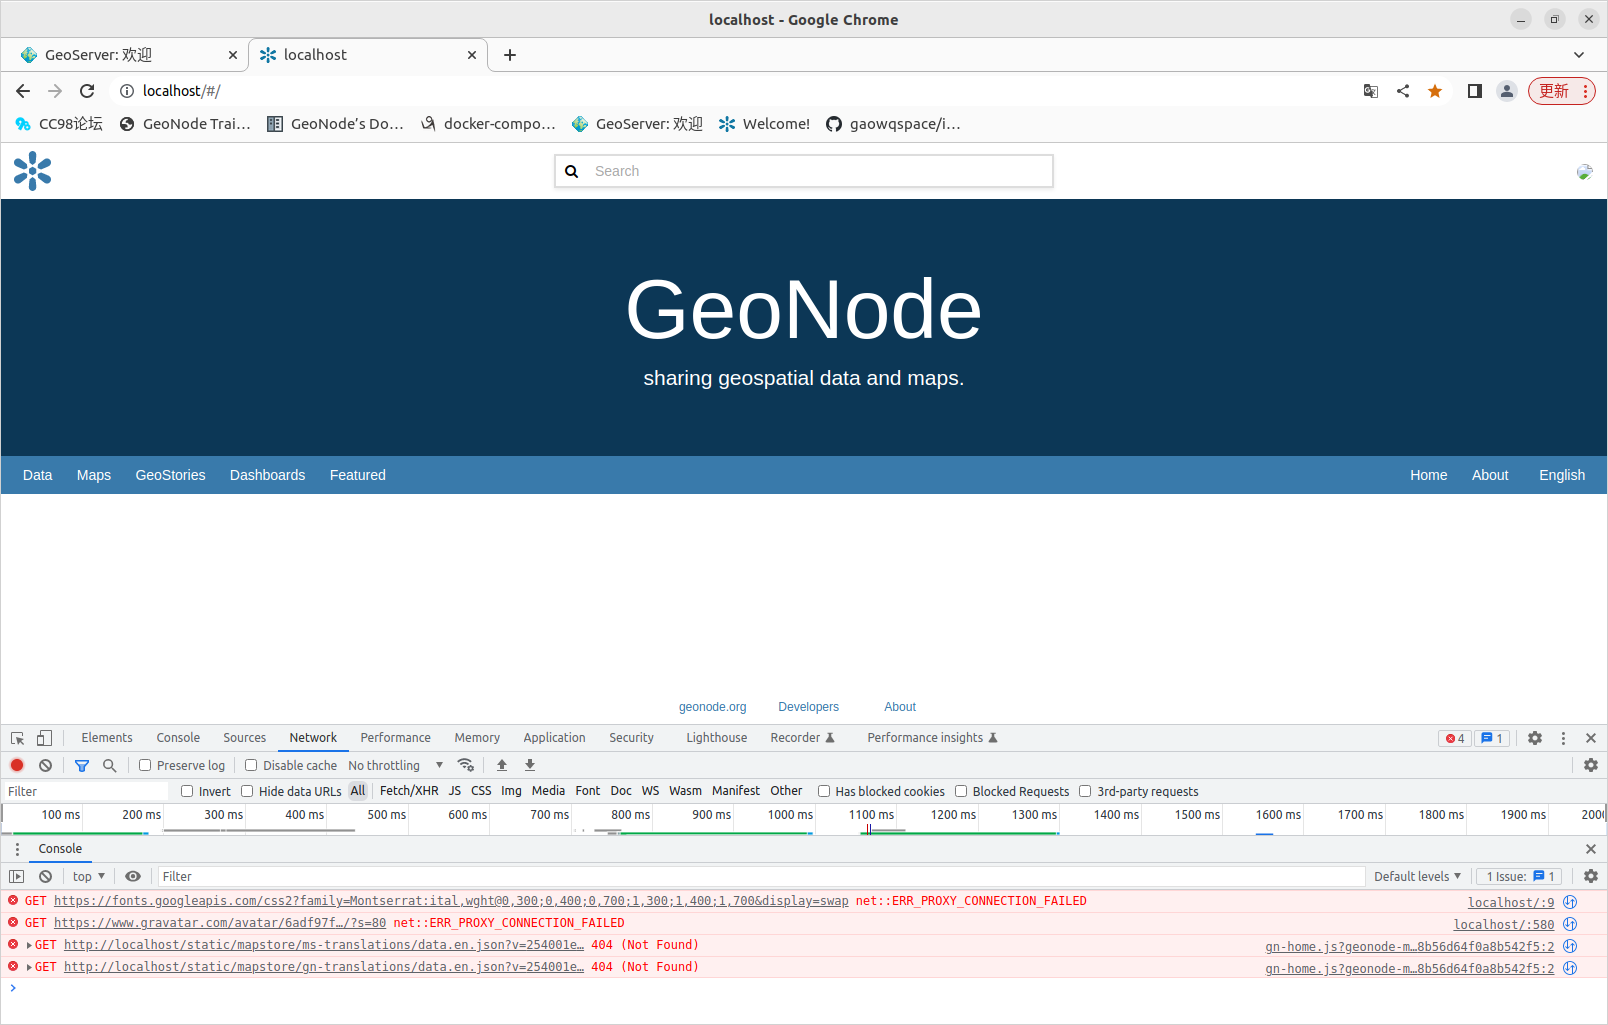 localhost - Google Chrome
GeoServer: 欢迎
localhost
localhost/#/
更新
CC98论坛
GeoNode Trai...
GeoNode's Do...
docker-compo...
GeoServer: 欢迎
Welcome!
gaowqspace/i...
Search
GeoNode
sharing geospatial data and maps.
Data Maps GeoStories Dashboards Featured Home About English
geonode.org Developers About
Elements Console Sources Network Performance Memory Application Security Lighthouse Recorder Performance insights 4 1
Preserve log Disable cache No throttling
Filter Invert Hide data URLs All Fetch/XHR JS CSS Img Media Font Doc WS Wasm Manifest Other Has blocked cookies Blocked Requests 3rd-party requests
100 ms 200 ms 300 ms 400 ms 500 ms 600 ms 700 ms 800 ms 900 ms 1000 ms 1100 ms 1200 ms 1300 ms 1400 ms 1500 ms 1600 ms 1700 ms 1800 ms 1900 ms 2000
Console
top Filter Default levels 1 Issue: 1
GET https://fonts.googleapis.com/css2?family=Montserrat:ital,wght@0,300;0,400;0,700;1,300;1,400;1,700&display=swap net::ERR_PROXY_CONNECTION_FAILED localhost/:9
GET https://www.gravatar.com/avatar/6adf97f…/?s=80 net::ERR_PROXY_CONNECTION_FAILED localhost/:580
GET http://localhost/static/mapstore/ms-translations/data.en.json?v=254001e… 404 (Not Found) gn-home.js?geonode-m…8b56d64f0a8b542f5:2
GET http://localhost/static/mapstore/gn-translations/data.en.json?v=254001e… 404 (Not Found) gn-home.js?geonode-m…8b56d64f0a8b542f5:2